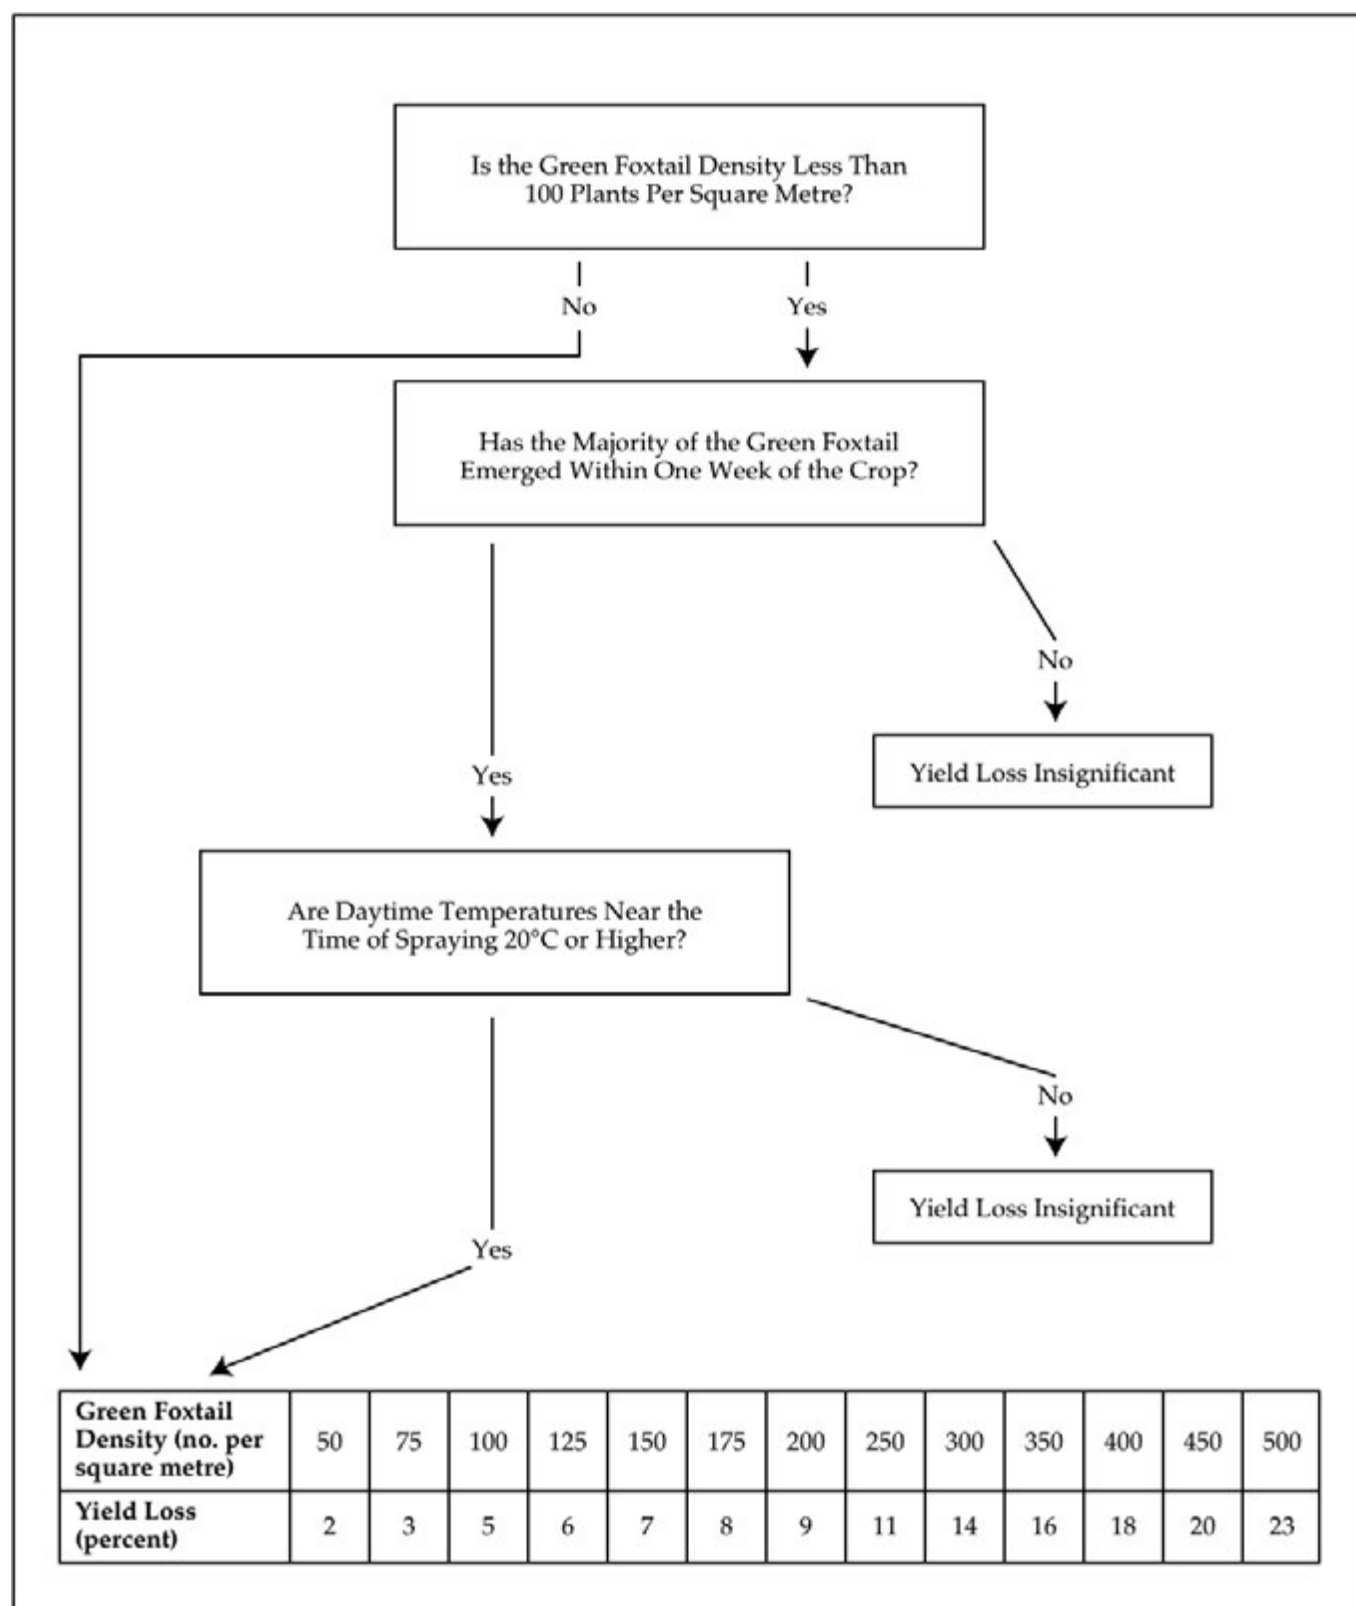 Is the Green Foxtail Density Less Than
100 Plants Per Square Metre?
No
Yes
Has the Majority of the Green Foxtail
Emerged Within One Week of the Crop?
No
Yield Loss Insignificant
Yes
Are Daytime Temperatures Near the
Time of Spraying 20°C or Higher?
No
Yield Loss Insignificant
Yes
Green Foxtail
Density (no. per
square metre)
50 75 100 125 150 175 200 250 300 350 400 450 500
Yield Loss
(percent)
2 3 5 6 7 8 9 11 14 16 18 20 23